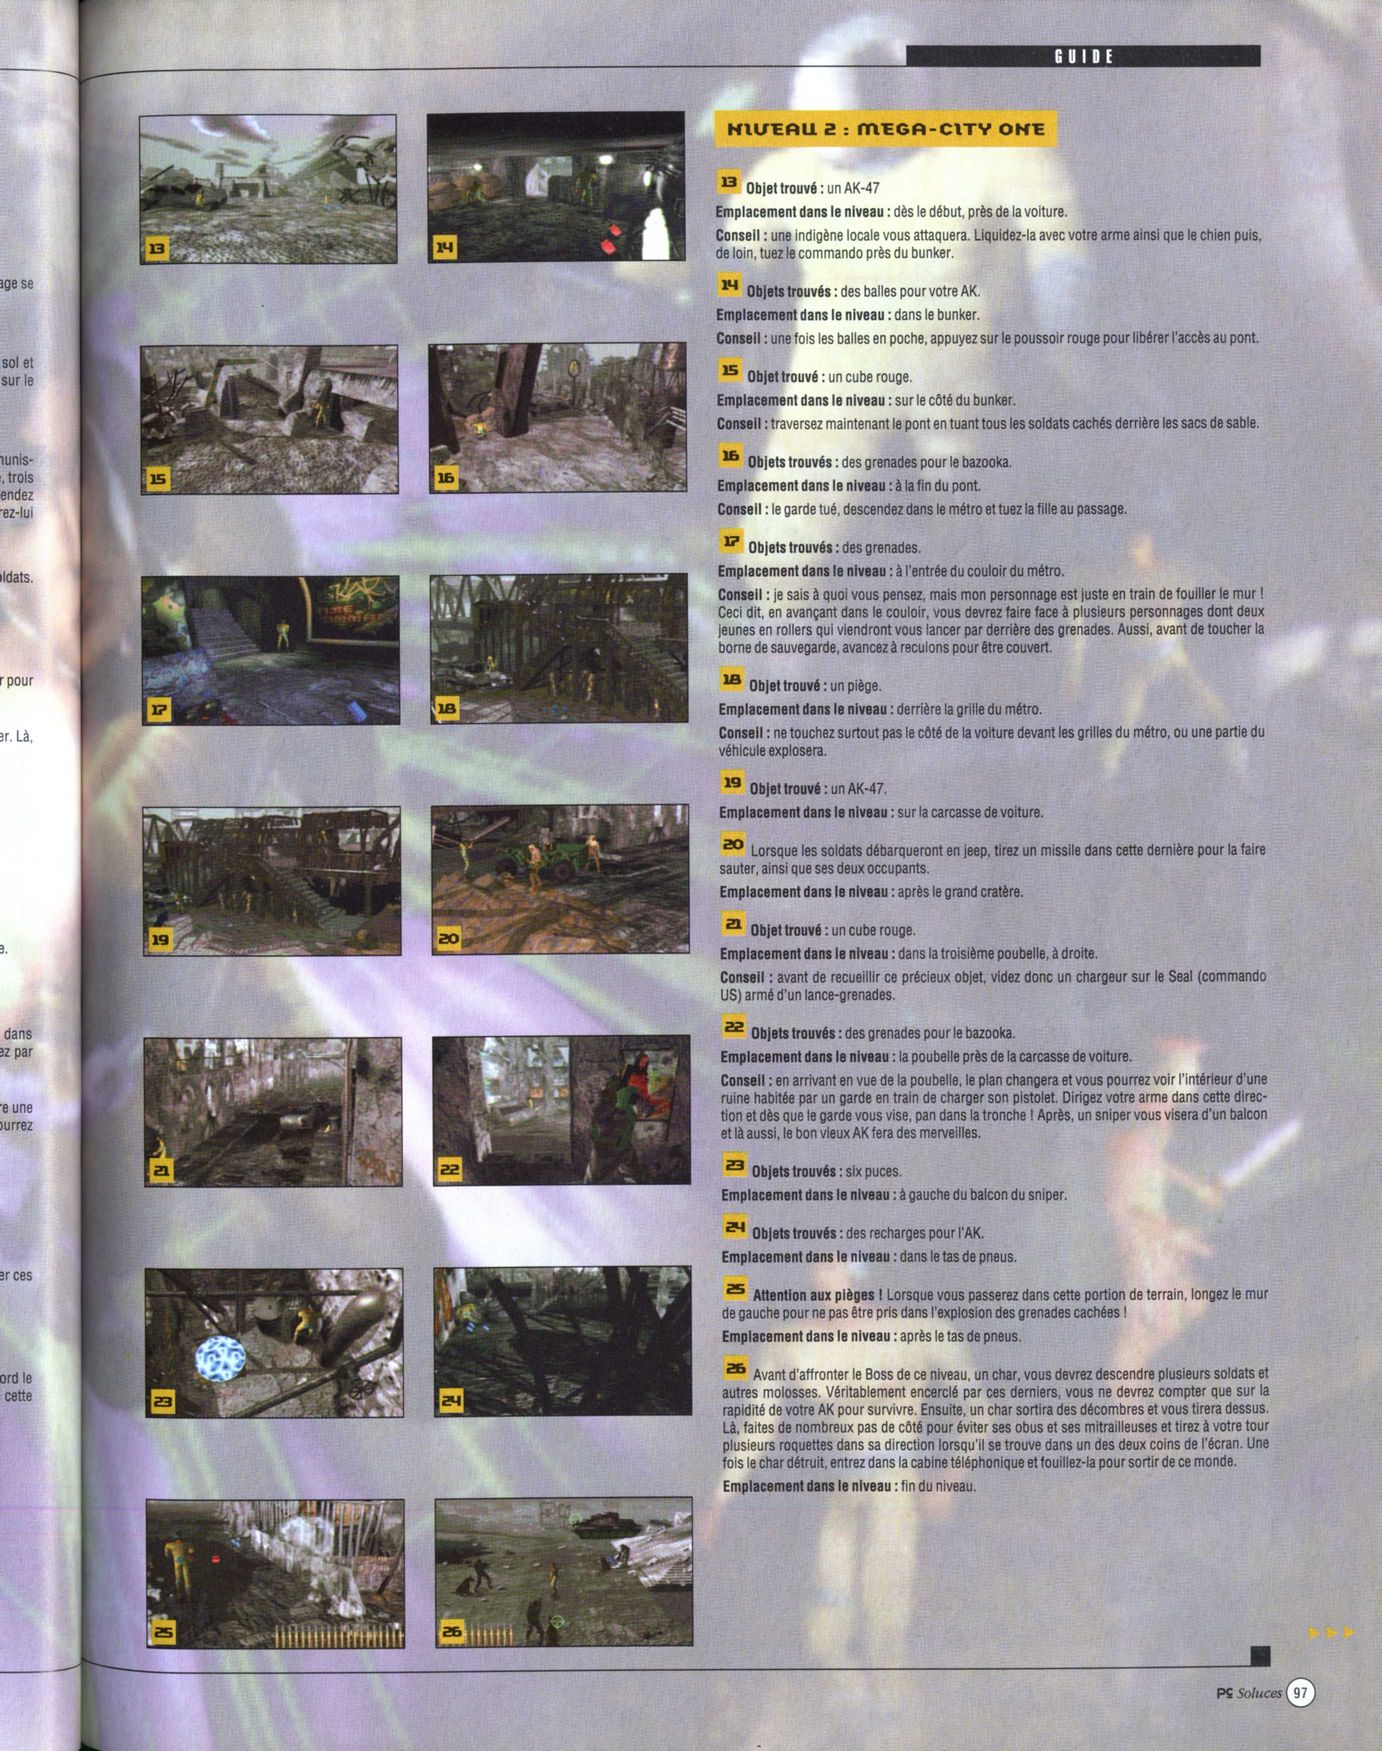 GUIDE
NIVEAU 2 : MEGA-CITY ONE
13 Objet trouvé : un AK-47
Emplacement dans le niveau : dès le début, près de la voiture.
Conseil : une indigène locale vous attaquera. Liquidez-la avec votre arme ainsi que le chien puis,
de loin, tuez le commando près du bunker.
14 Objets trouvés : des balles pour votre AK.
Emplacement dans le niveau : dans le bunker.
Conseil : une fois les balles en poche, appuyez sur le poussoir rouge pour libérer l'accès au pont.
15 Objet trouvé : un cube rouge.
Emplacement dans le niveau : sur le côté du bunker.
Conseil : traversez maintenant le pont en tuant tous les soldats cachés derrière les sacs de sable.
16 Objets trouvés : des grenades pour le bazooka.
Emplacement dans le niveau : à la fin du pont.
Conseil : le garde tué, descendez dans le métro et tuez la fille au passage.
17 Objets trouvés : des grenades.
Emplacement dans le niveau : à l'entrée du couloir du métro.
Conseil : je sais à quoi vous pensez, mais mon personnage est juste en train de fouiller le mur !
Ceci dit, en avançant dans le couloir, vous devrez faire face à plusieurs personnages dont deux
jeunes en rollers qui viendront vous lancer par derrière des grenades. Aussi, avant de toucher la
borne de sauvegarde, avancez à reculons pour être couvert.
18 Objet trouvé : un piège.
Emplacement dans le niveau : derrière la grille du métro.
Conseil : ne touchez surtout pas le côté de la voiture devant les grilles du métro, ou une partie du
véhicule explosera.
19 Objet trouvé : un AK-47.
Emplacement dans le niveau : sur la carcasse de voiture.
20 Lorsque les soldats débarqueront en jeep, tirez un missile dans cette dernière pour la faire
sauter, ainsi que ses deux occupants.
Emplacement dans le niveau : après le grand cratère.
21 Objet trouvé : un cube rouge.
Emplacement dans le niveau : dans la troisième poubelle, à droite.
Conseil : avant de recueillir ce précieux objet, videz donc un chargeur sur le Seal (commando
US) armé d'un lance-grenades.
22 Objets trouvés : des grenades pour le bazooka.
Emplacement dans le niveau : la poubelle près de la carcasse de voiture.
Conseil : en arrivant en vue de la poubelle, le plan changera et vous pourrez voir l'intérieur d'une
ruine habitée par un garde en train de charger son pistolet. Dirigez votre arme dans cette direc-
tion et dès que le garde vous vise, pan dans la tronche ! Après, un sniper vous visera d'un balcon
et là aussi, le bon vieux AK fera des merveilles.
23 Objets trouvés : six puces.
Emplacement dans le niveau : à gauche du balcon du sniper.
24 Objets trouvés : des recharges pour l'AK.
Emplacement dans le niveau : dans le tas de pneus.
25 Attention aux pièges ! Lorsque vous passerez dans cette portion de terrain, longez le mur
de gauche pour ne pas être pris dans l'explosion des grenades cachées !
Emplacement dans le niveau : après le tas de pneus.
26 Avant d'affronter le Boss de ce niveau, un char, vous devrez descendre plusieurs soldats et
autres molosses. Véritablement encerclé par ces derniers, vous ne devrez compter que sur la
rapidité de votre AK pour survivre. Ensuite, un char sortira des décombres et vous tirera dessus.
Là, faites de nombreux pas de côté pour éviter ses obus et ses mitrailleuses et tirez à votre tour
plusieurs roquettes dans sa direction lorsqu'il se trouve dans un des deux coins de l'écran. Une
fois le char détruit, entrez dans la cabine téléphonique et fouillez-la pour sortir de ce monde.
Emplacement dans le niveau : fin du niveau.
13
14
15
16
17
18
19
20
21
22
23
24
25
26
age se
sol et
sur le
, trois
endez
rez-lui
ldats.
r pour
er. Là,
e.
dans
ez par
re une
ourrez
er ces
ord le
cette
PC Soluces 97